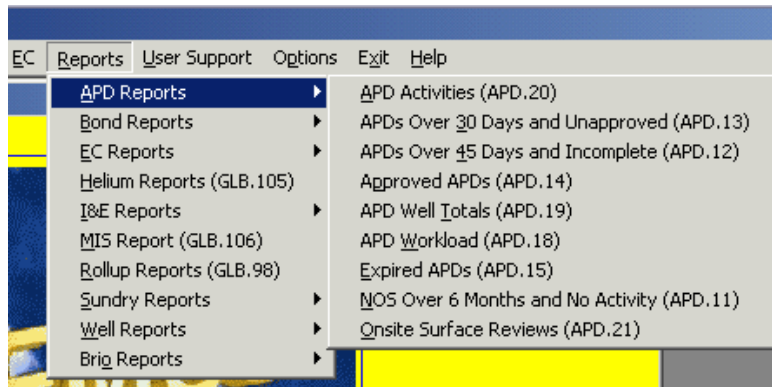 EC Reports User Support Options Exit Help
APD Reports
Bond Reports
EC Reports
Helium Reports (GLB.105)
I&E Reports
MIS Report (GLB.106)
Rollup Reports (GLB.98)
Sundry Reports
Well Reports
Brio Reports
APD Activities (APD.20)
APDs Over 30 Days and Unapproved (APD.13)
APDs Over 45 Days and Incomplete (APD.12)
Approved APDs (APD.14)
APD Well Totals (APD.19)
APD Workload (APD.18)
Expired APDs (APD.15)
NOS Over 6 Months and No Activity (APD.11)
Onsite Surface Reviews (APD.21)